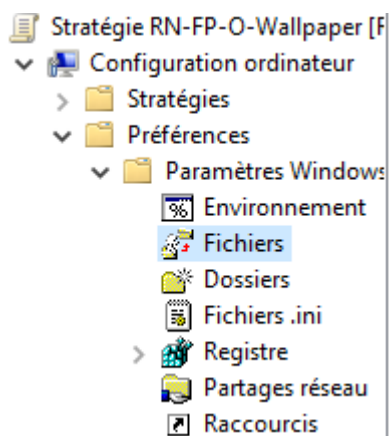 Stratégie RN-FP-O-Wallpaper [F
Configuration ordinateur
Stratégies
Préférences
Paramètres Windows
Environnement
Fichiers
Dossiers
Fichiers .ini
Registre
Partages réseau
Raccourcis